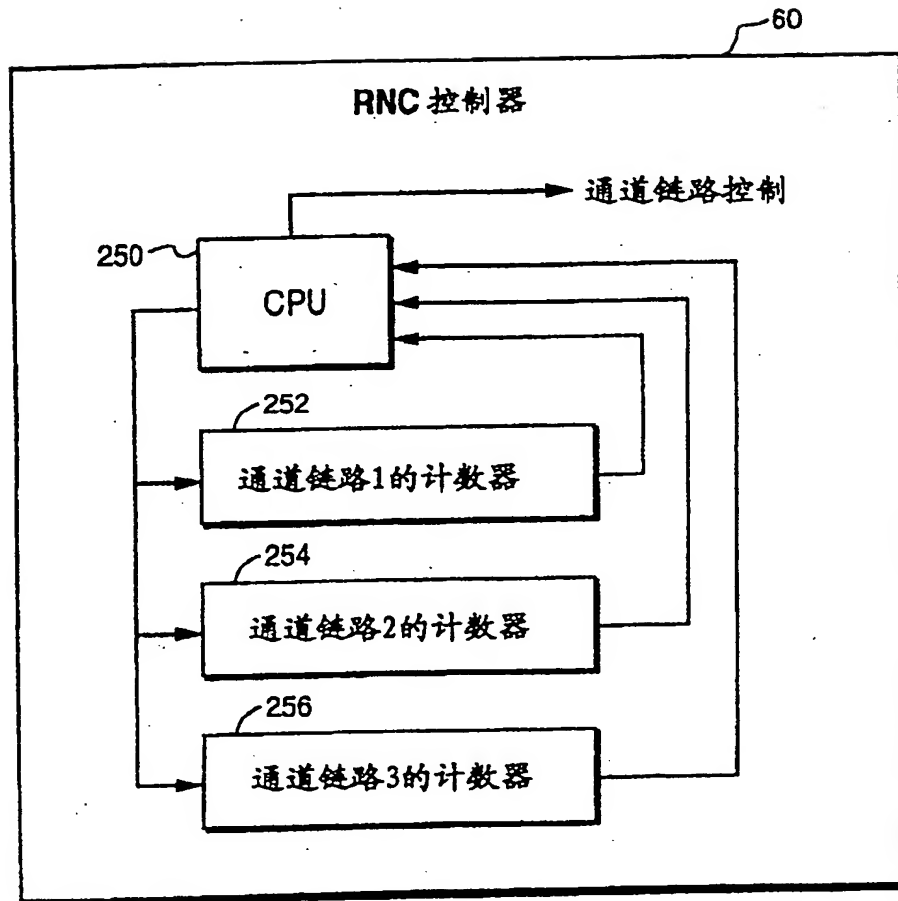 60
RNC 控制器
通道链路控制
250
CPU
252
通道链路1的计数器
254
通道链路2的计数器
256
通道链路3的计数器